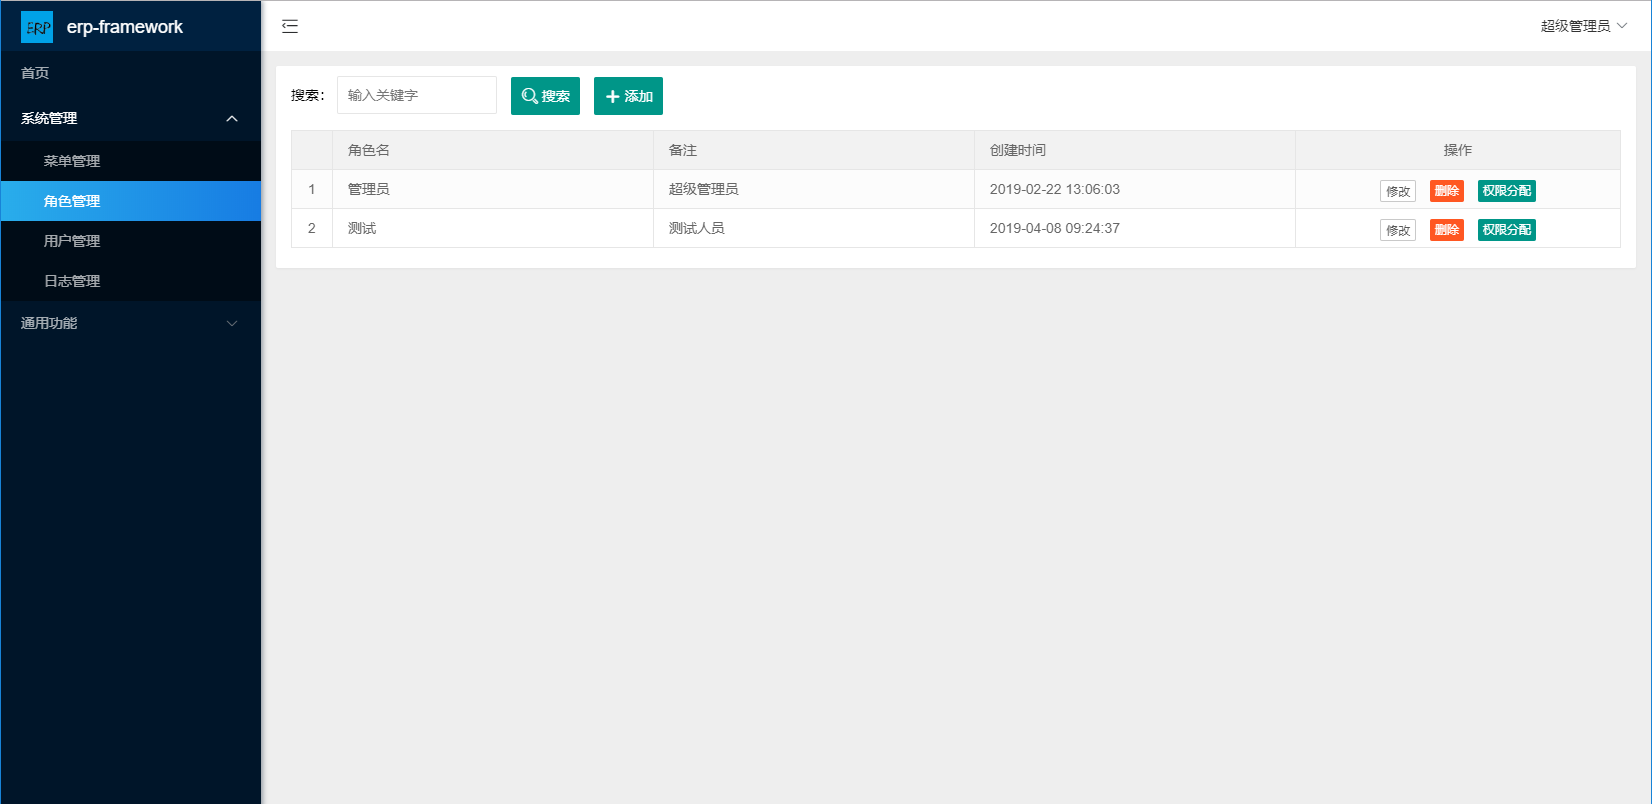 ERP erp-framework
超级管理员
首页
系统管理
菜单管理
角色管理
用户管理
日志管理
通用功能
搜索: 输入关键字 搜索 添加
角色名 备注 创建时间 操作
1 管理员 超级管理员 2019-02-22 13:06:03 修改 删除 权限分配
2 测试 测试人员 2019-04-08 09:24:37 修改 删除 权限分配